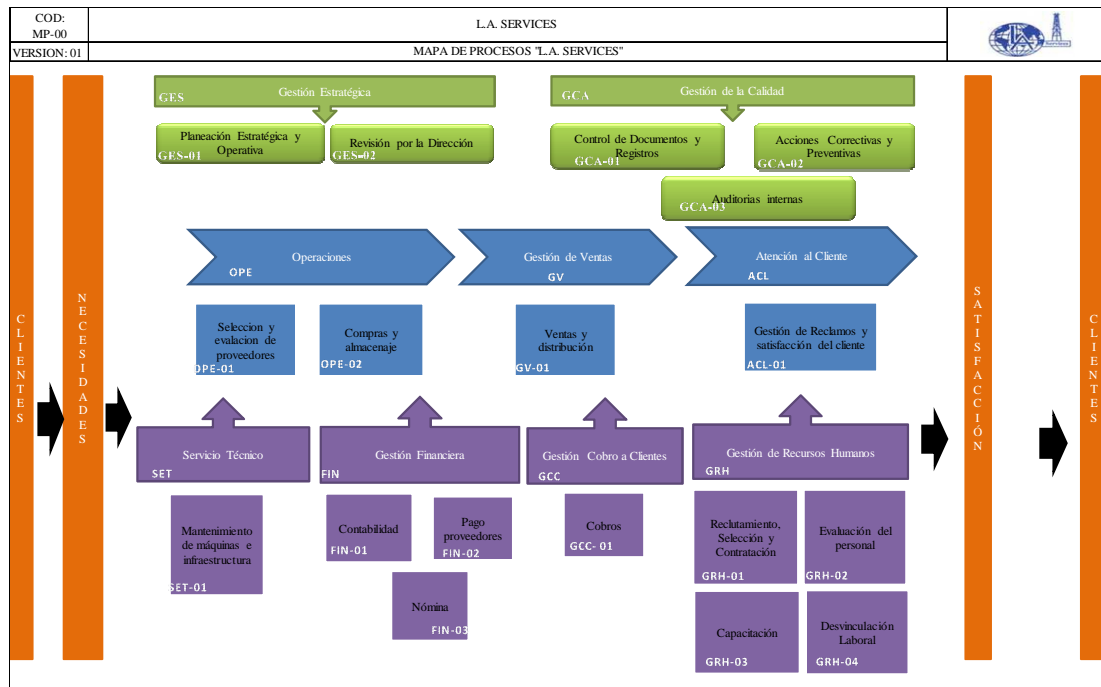 COD:
MP-00
L.A. SERVICES
VERSION: 01
MAPA DE PROCESOS "L.A. SERVICES"
CLIENTES
NECESIDADES
GES
Gestión Estratégica
GCA
Gestión de la Calidad
Planeación Estratégica y
Operativa
GES-01
Revisión por la Dirección
GES-02
Control de Documentos y
Registros
GCA-01
Acciones Correctivas y
Preventivas
GCA-02
Auditorias internas
GCA-03
Operaciones
OPE
Gestión de Ventas
GV
Atención al Cliente
ACL
Seleccion y
evalacion de
proveedores
OPE-01
Compras y
almacenaje
OPE-02
Ventas y
distribución
GV-01
Gestión de Reclamos y
satisfacción del cliente
ACL-01
Servicio Técnico
SET
Gestión Financiera
FIN
Gestión Cobro a Clientes
GCC
Gestión de Recursos Humanos
GRH
Mantenimiento
de máquinas e
infraestructura
SET-01
Contabilidad
FIN-01
Pago
proveedores
FIN-02
Nómina
FIN-03
Cobros
GCC- 01
Reclutamiento,
Selección y
Contratación
GRH-01
Evaluación del
personal
GRH-02
Capacitación
GRH-03
Desvinculación
Laboral
GRH-04
SATISFACCIÓN
CLIENTES